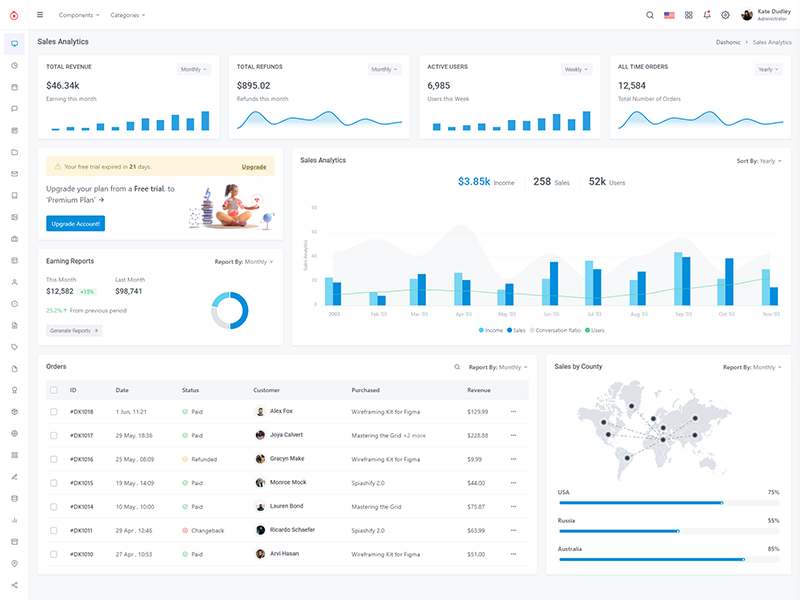 Components
Categories
Kate Dudley
Administrator
Sales Analytics
Dashonic > Sales Analytics
TOTAL REVENUE
Monthly
$46.34k
Earning this month
TOTAL REFUNDS
Monthly
$895.02
Refunds this month
ACTIVE USERS
Weekly
6,985
Users this Week
ALL TIME ORDERS
Yearly
12,584
Total Number of Orders
Your free trial expired in 21 days.
Upgrade
Upgrade your plan from a Free trial, to
'Premium Plan' →
Upgrade Account!
Earning Reports
Report By: Monthly
This Month
Last Month
$12,582 +15%
$98,741
25.2% ↑ From previous period
Generate Reports →
Sales Analytics
Sort By: Yearly
$3.85k Income
258 Sales
52k Users
Sales Analytics
80
60
40
20
0
2003 Feb '03 Mar '03 Apr '03 May '03 Jun '03 Jul '03 Aug '03 Sep '03 Oct '03 Nov '03
Income Sales Conversation Ratio Users
Orders
Report By: Monthly
ID Date Status Customer Purchased Revenue
#DK1018 1 Jun, 11:21 Paid Alex Fox Wireframing Kit for Figma $129.99
#DK1017 29 May, 18:36 Paid Joya Calvert Mastering the Grid +2 more $228.88
#DK1016 25 May , 08:09 Refunded Gracyn Make Wireframing Kit for Figma $9.99
#DK1015 19 May , 14:09 Paid Monroe Mock Spiashify 2.0 $44.00
#DK1014 10 May , 10:00 Paid Lauren Bond Mastering the Grid $75.87
#DK1011 29 Apr , 12:46 Changeback Ricardo Schaefer Spiashify 2.0 $63.99
#DK1010 27 Apr , 10:53 Paid Arvi Hasan Wireframing Kit for Figma $51.00
Sales by County
Report By: Monthly
USA 75%
Russia 55%
Australia 85%